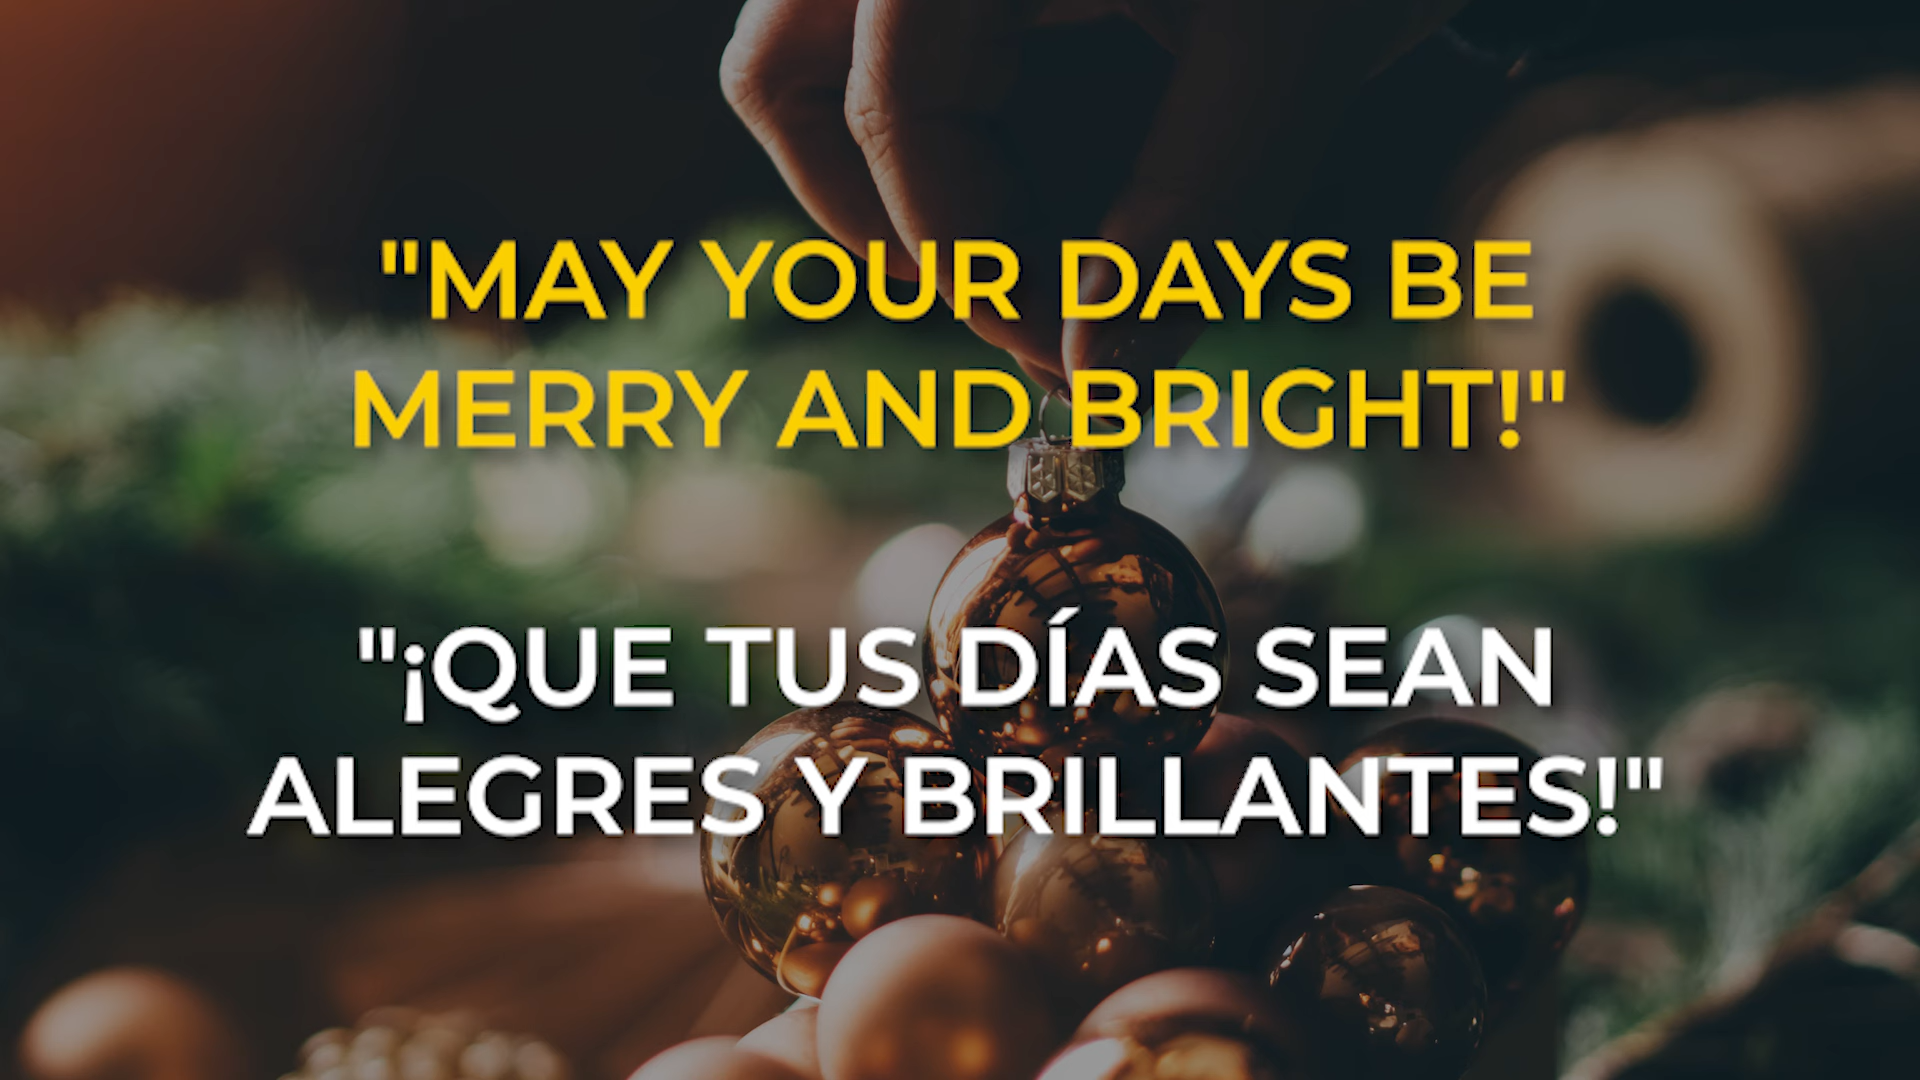 "MAY YOUR DAYS BE
MERRY AND BRIGHT!"
"¡QUE TUS DÍAS SEAN
ALEGRES Y BRILLANTES!"